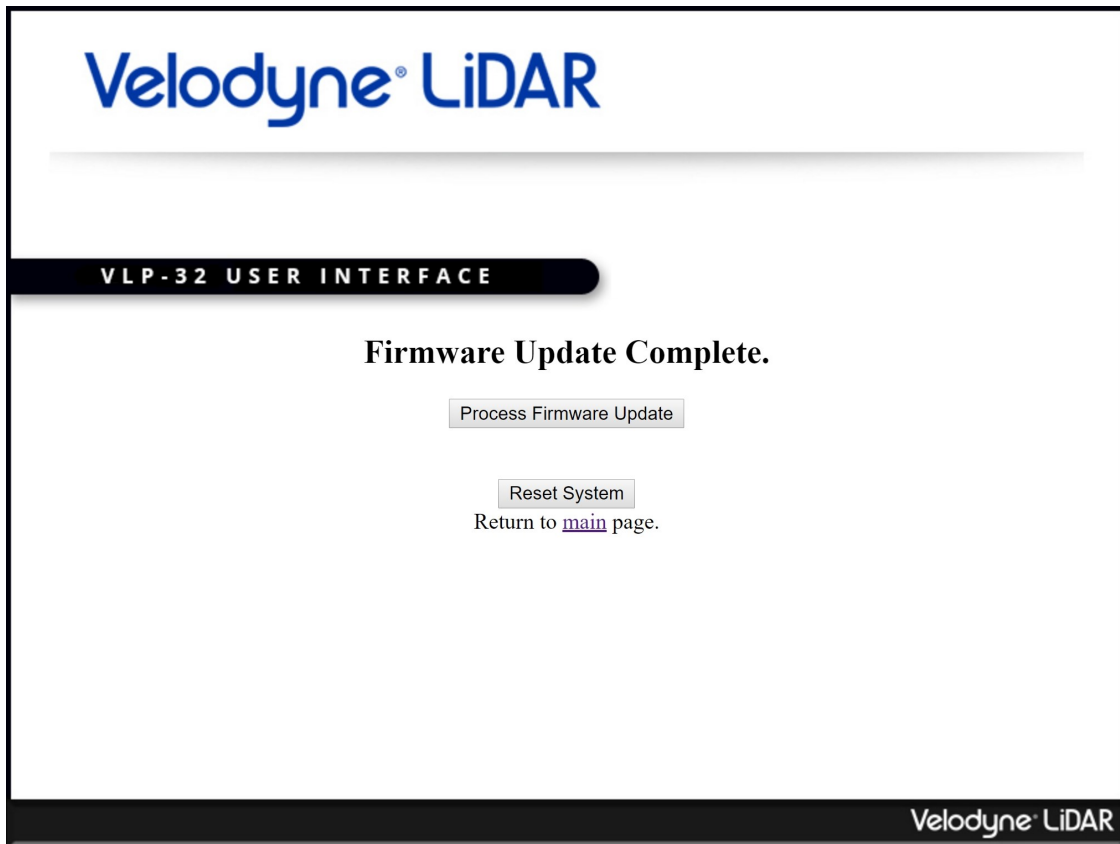 Velodyne® LiDAR
VLP-32 USER INTERFACE
Firmware Update Complete.
Process Firmware Update
Reset System
Return to main page.
Velodyne LiDAR